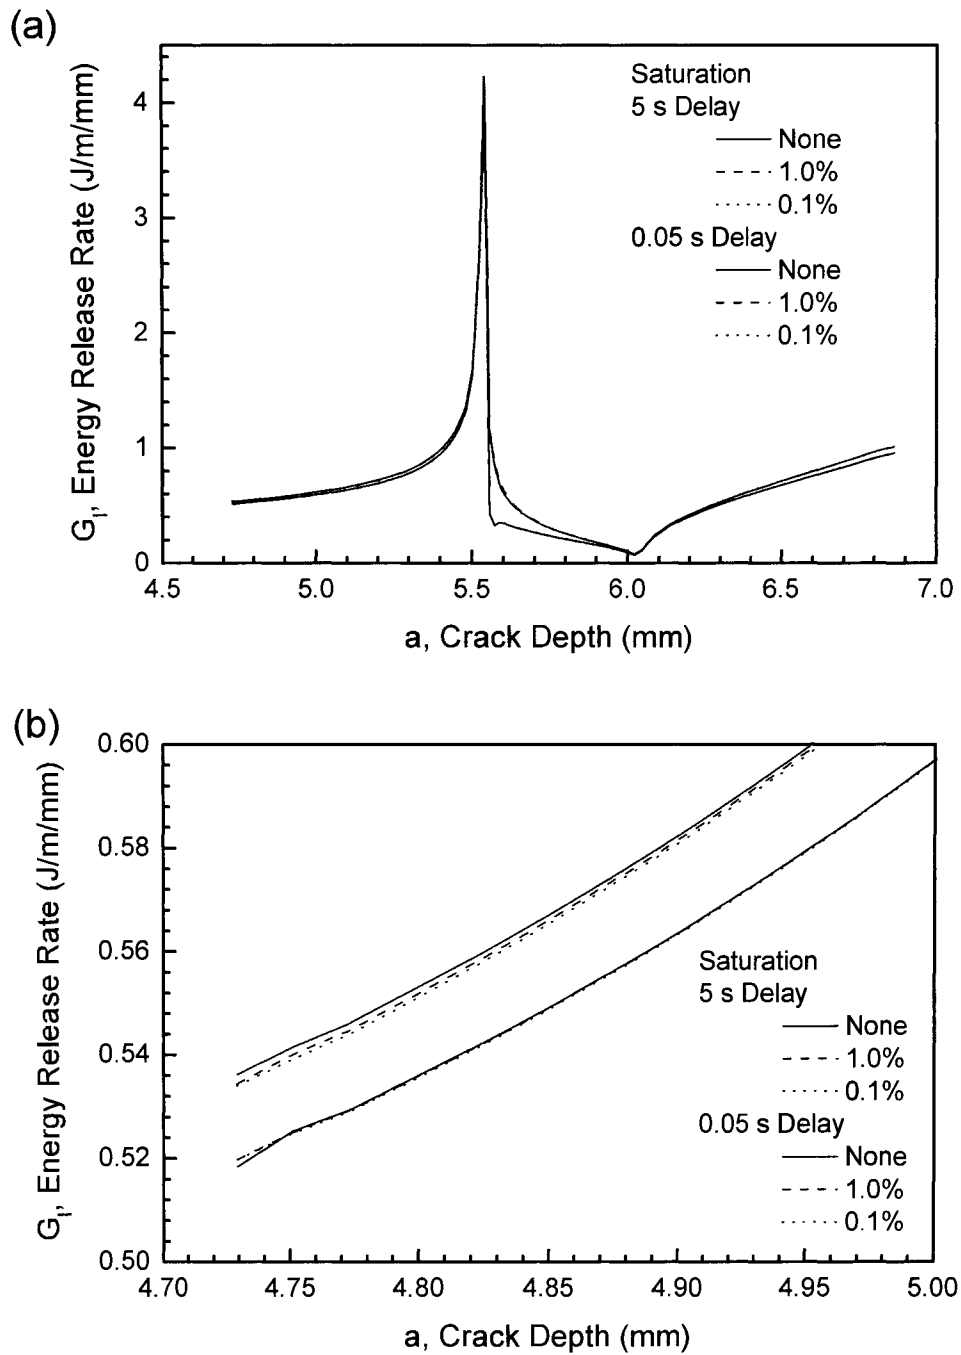 (a)
G_I, Energy Release Rate (J/m/mm)
4
3
2
1
0
4.5 5.0 5.5 6.0 6.5 7.0
a, Crack Depth (mm)
Saturation
5 s Delay
None
1.0%
0.1%
0.05 s Delay
None
1.0%
0.1%
(b)
G_I, Energy Release Rate (J/m/mm)
0.60
0.58
0.56
0.54
0.52
0.50
4.70 4.75 4.80 4.85 4.90 4.95 5.00
a, Crack Depth (mm)
Saturation
5 s Delay
None
1.0%
0.1%
0.05 s Delay
None
1.0%
0.1%